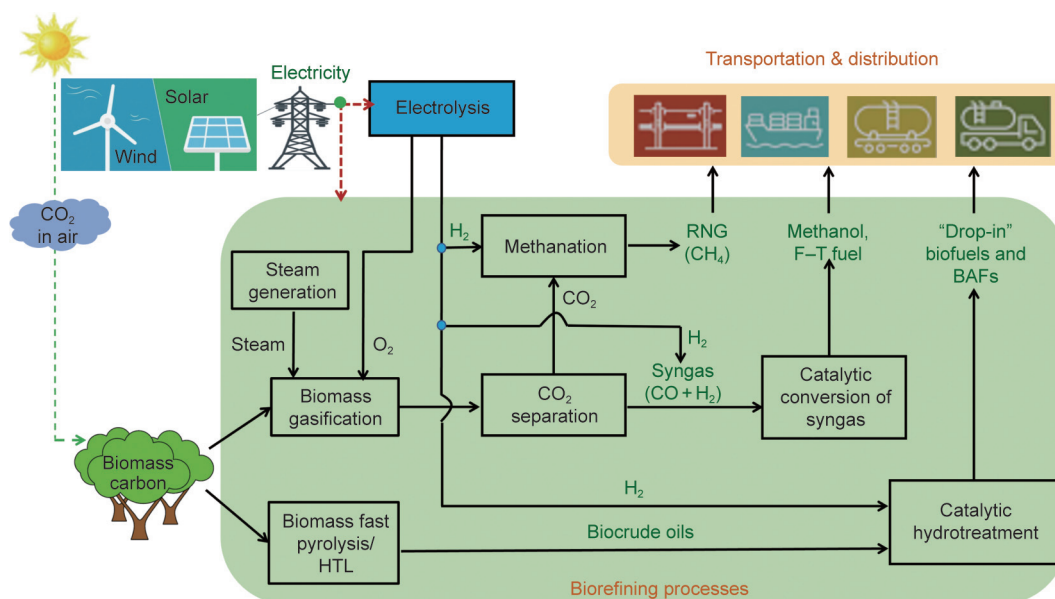 Transportation & distribution
Electricity
Solar
Wind
Electrolysis
CO₂
in air
H₂
Methanation
RNG
(CH₄)
Methanol,
F–T fuel
“Drop-in”
biofuels and
BAFs
Steam
generation
CO₂
Steam
O₂
H₂
Syngas
(CO + H₂)
Biomass
gasification
CO₂
separation
Catalytic
conversion of
syngas
Biomass
carbon
H₂
Biomass fast
pyrolysis/
HTL
Biocrude oils
Catalytic
hydrotreatment
Biorefining processes